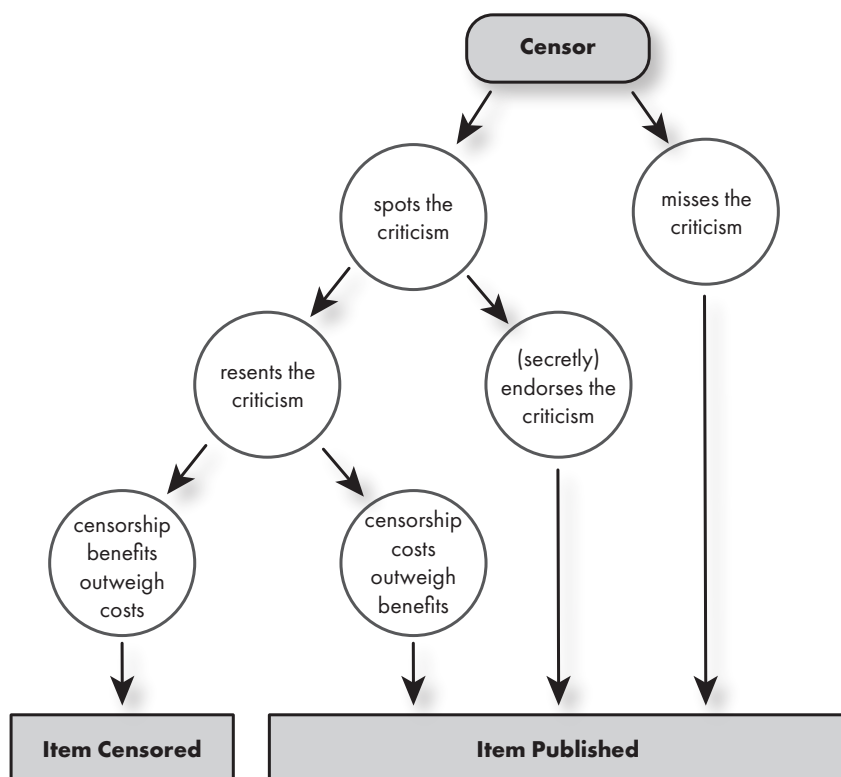 Censor
spots the
criticism
misses the
criticism
resents the
criticism
(secretly)
endorses the
criticism
censorship
benefits
outweigh
costs
censorship
costs
outweigh
benefits
Item Censored
Item Published